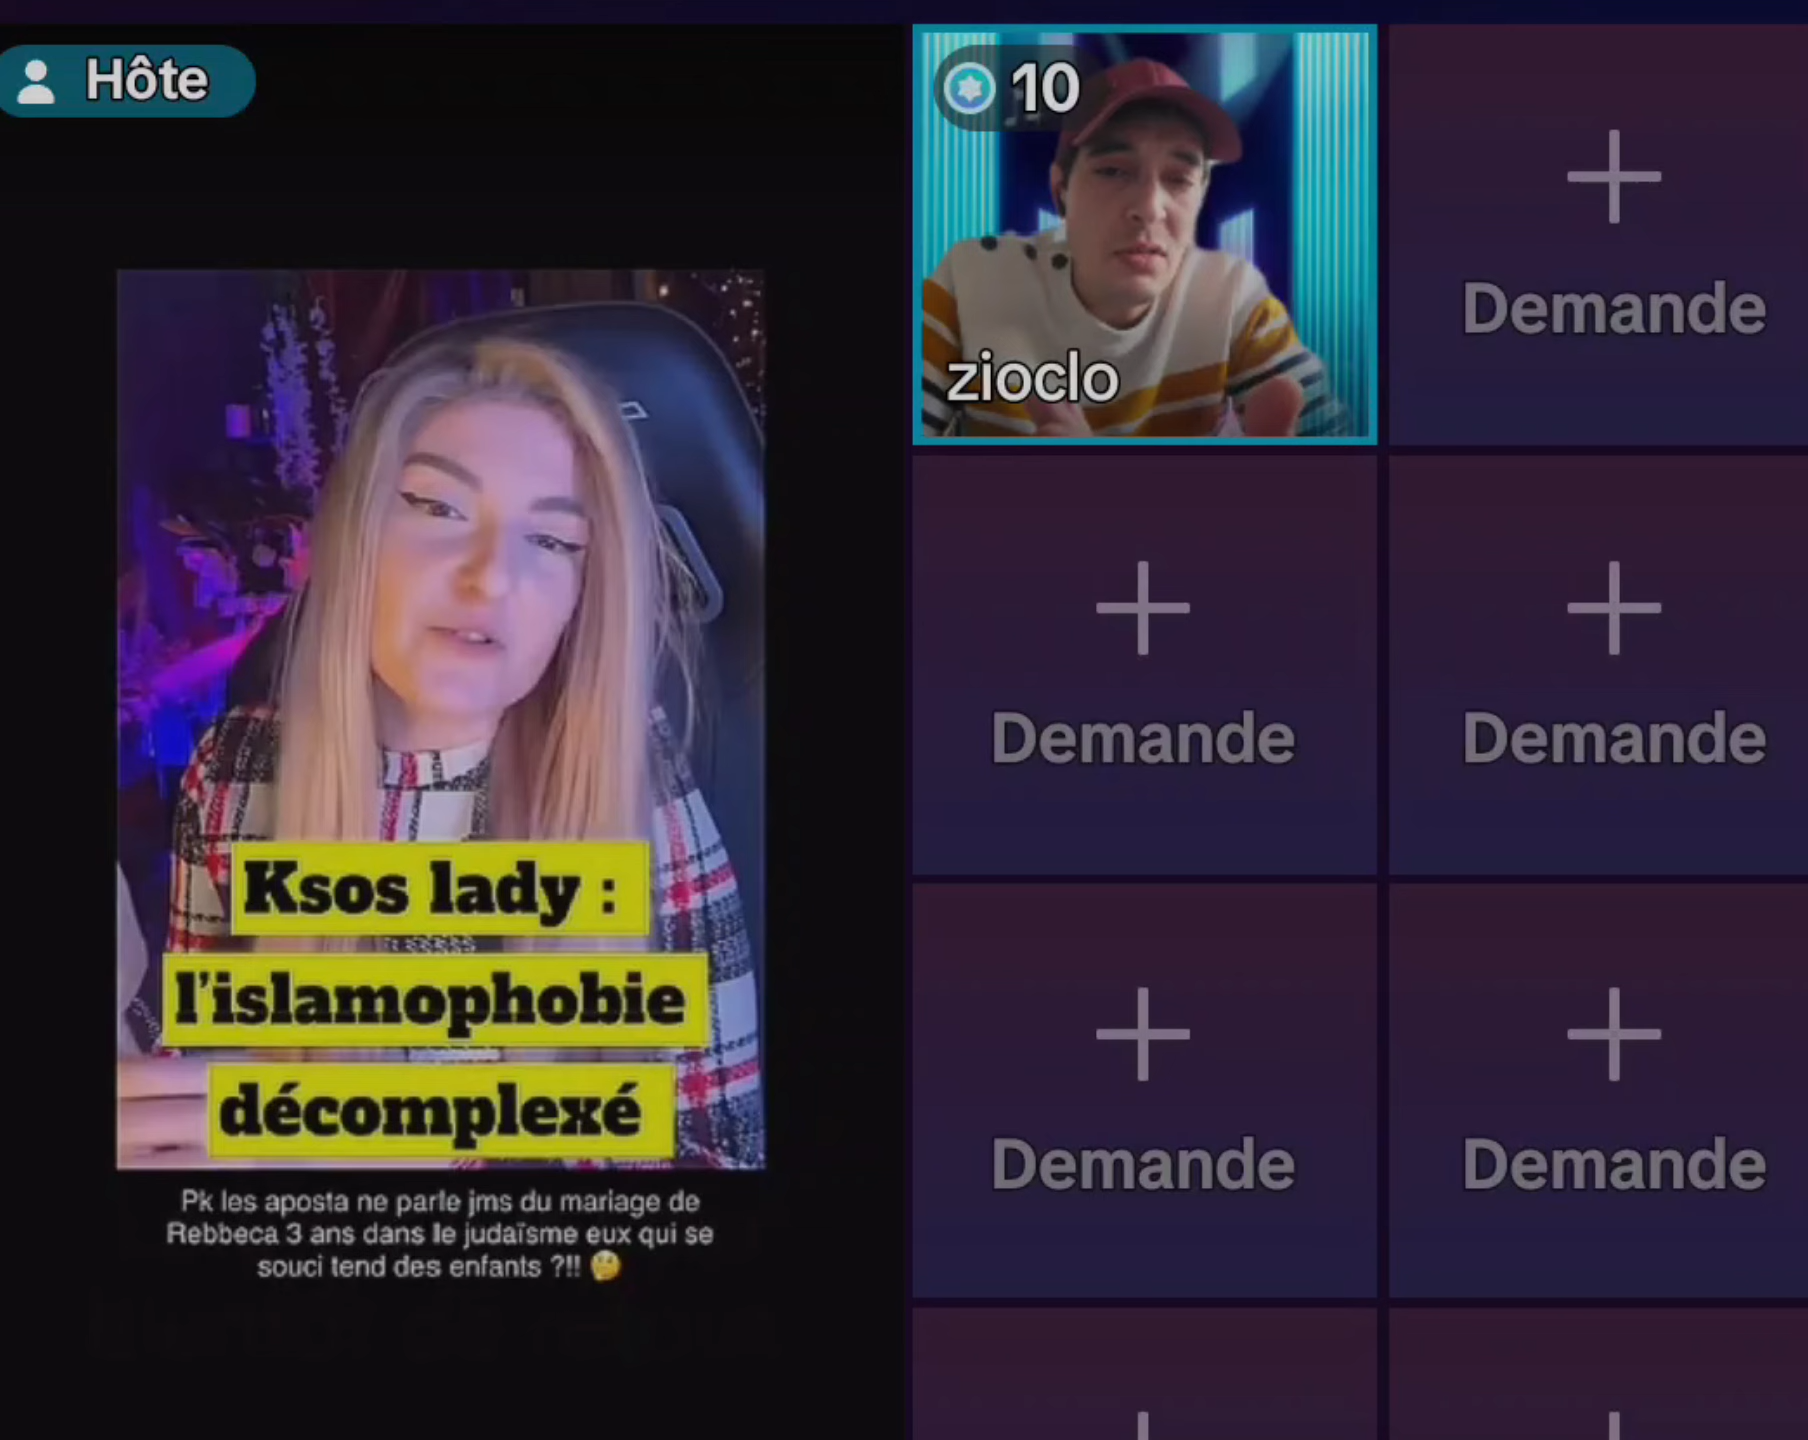 Hôte
10
zioclo
Demande
Demande
Demande
Demande
Demande
Ksos lady :
l'islamophobie
décomplexé
Pk les aposta ne parle jms du mariage de
Rebbeca 3 ans dans le judaïsme eux qui se
souci tend des enfants ?!! 🤔